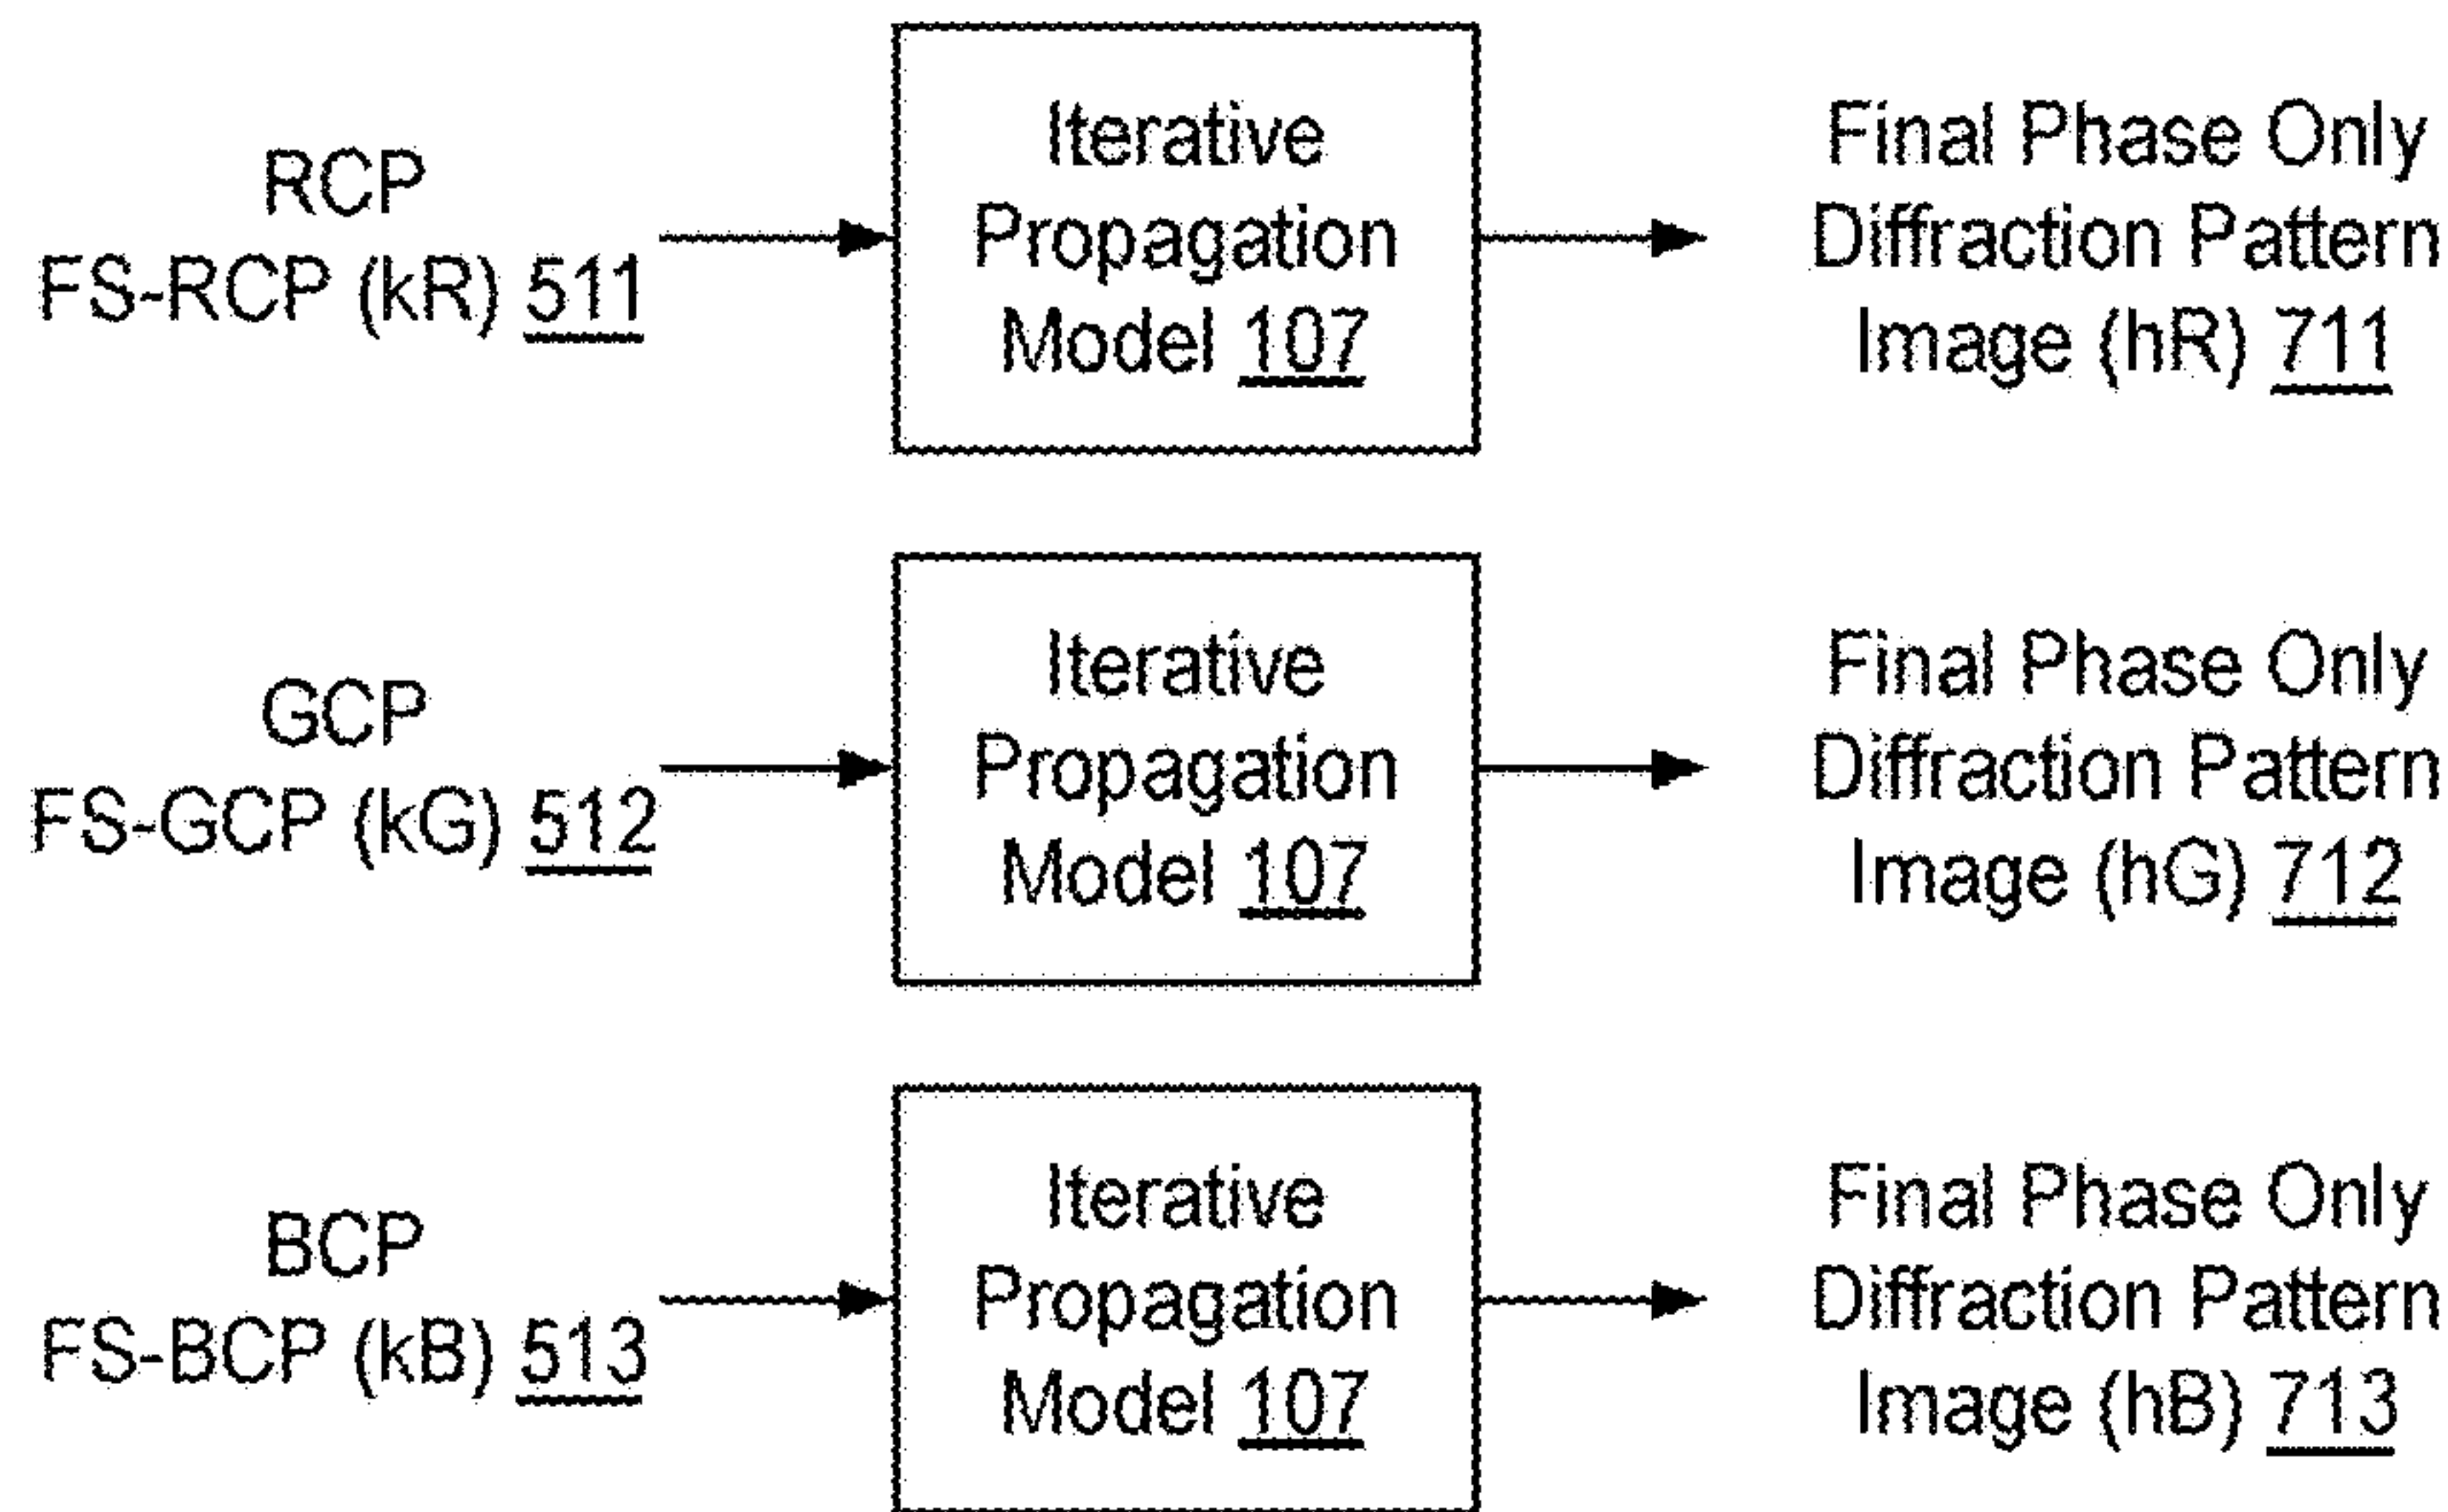 RCP
FS-RCP (kR) 511
Iterative
Propagation
Model 107
Final Phase Only
Diffraction Pattern
Image (hR) 711
GCP
FS-GCP (kG) 512
Iterative
Propagation
Model 107
Final Phase Only
Diffraction Pattern
Image (hG) 712
BCP
FS-BCP (kB) 513
Iterative
Propagation
Model 107
Final Phase Only
Diffraction Pattern
Image (hB) 713